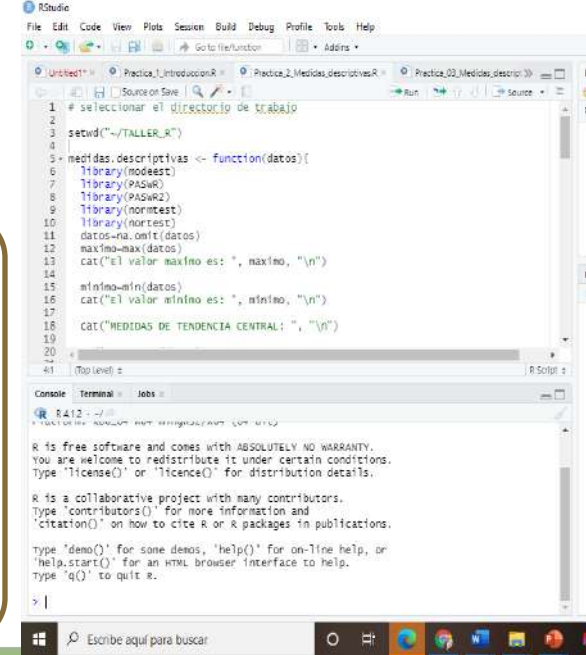 RStudio
File Edit Code View Plots Session Build Debug Profile Tools Help
Go to file/function Addins
Untitled1* Practica_1_Introduccion.R Practica_2_Medidas_descriptivas.R Practica_03_Medidas_descript
Source on Save Run Source
1 # seleccionar el directorio de trabajo
2
3 setwd("~/TALLER_R")
4
5 medidas.descriptivas <- function(datos){
6 library(modeest)
7 library(PASWR)
8 library(PASWR2)
9 library(normtest)
10 library(nortest)
11 datos=na.omit(datos)
12 maximo=max(datos)
13 cat("El valor maximo es: ", maximo, "\n")
14
15 minimo=min(datos)
16 cat("El valor minimo es: ", minimo, "\n")
17
18 cat("MEDIDAS DE TENDENCIA CENTRAL: ", "\n")
19
20
4:1 (Top Level) R Script
Console Terminal Jobs
R 4.1.2 · ~/
R is free software and comes with ABSOLUTELY NO WARRANTY.
You are welcome to redistribute it under certain conditions.
Type 'license()' or 'licence()' for distribution details.
R is a collaborative project with many contributors.
Type 'contributors()' for more information and
'citation()' on how to cite R or R packages in publications.
Type 'demo()' for some demos, 'help()' for on-line help, or
'help.start()' for an HTML browser interface to help.
Type 'q()' to quit R.
>
Escribe aquí para buscar